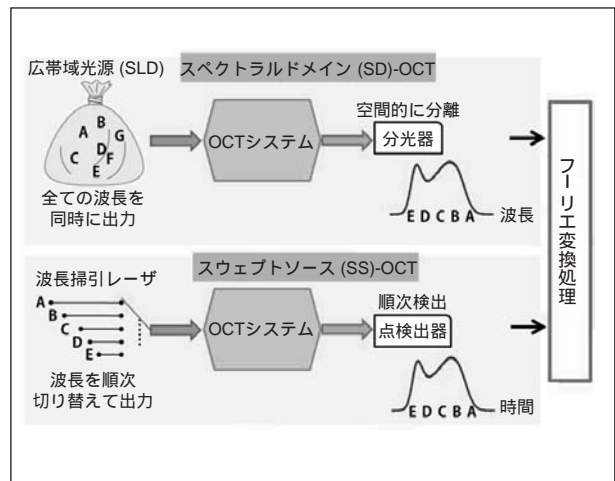 スペクトラルドメイン (SD)-OCT
広帯域光源 (SLD)
A
B
G
C
D
F
E
全ての波長を
同時に出力
OCTシステム
空間的に分離
分光器
E D C B A
波長
スウェプトソース (SS)-OCT
波長掃引レーザ
A
B
C
D
E
波長を順次
切り替えて出力
OCTシステム
順次検出
点検出器
E D C B A
時間
フーリエ変換処理